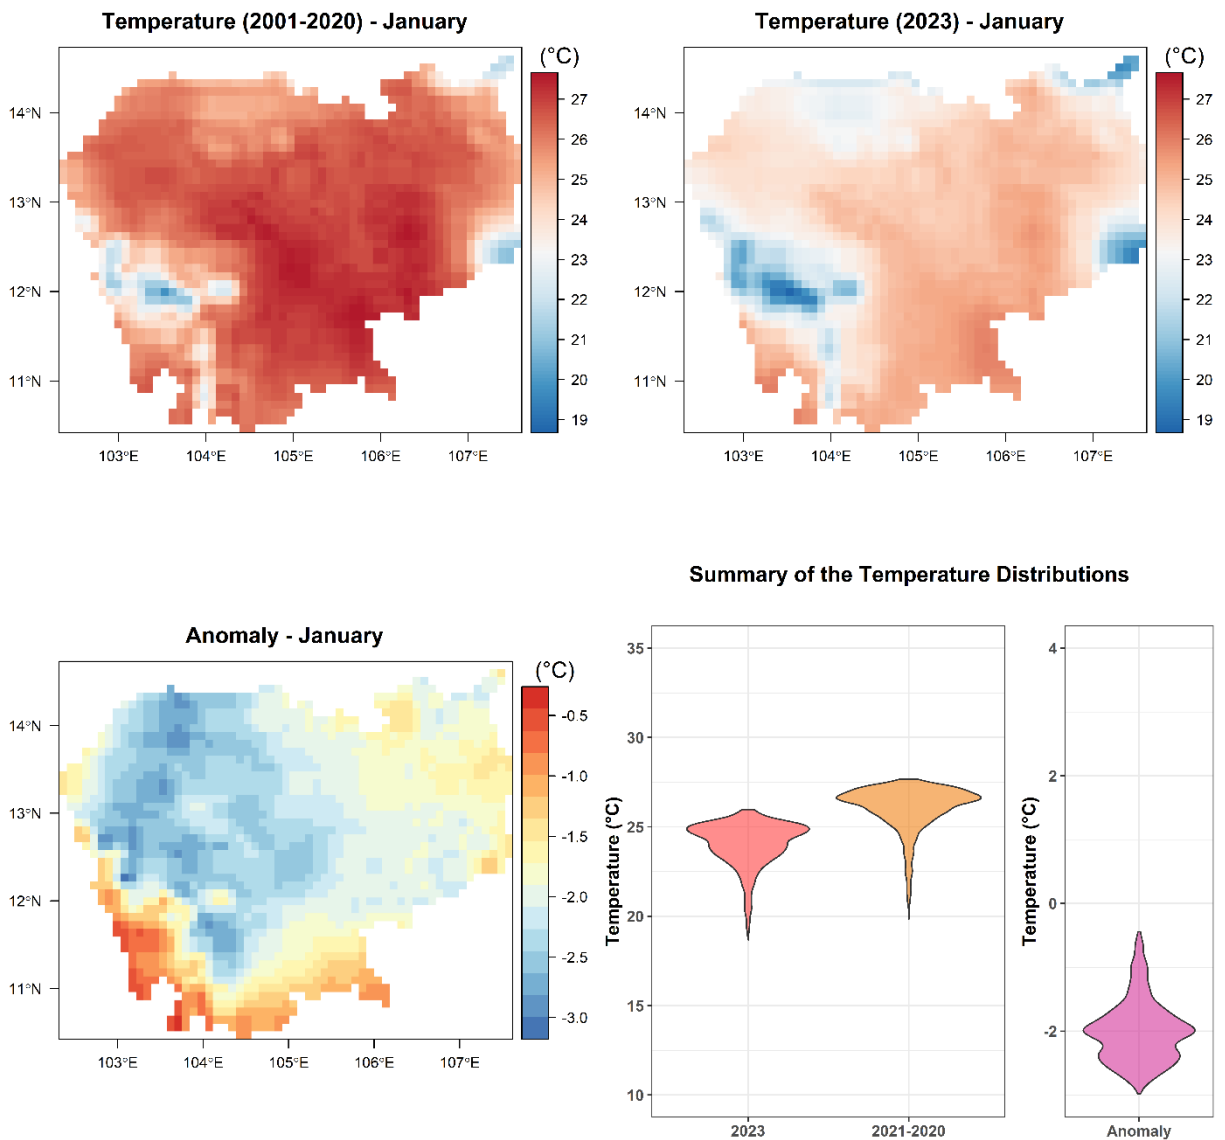 Temperature (2001-2020) - January
(°C)
27
26
25
24
23
22
21
20
19
14°N
13°N
12°N
11°N
103°E 104°E 105°E 106°E 107°E
Temperature (2023) - January
(°C)
27
26
25
24
23
22
21
20
19
14°N
13°N
12°N
11°N
103°E 104°E 105°E 106°E 107°E
Anomaly - January
(°C)
-0.5
-1.0
-1.5
-2.0
-2.5
-3.0
14°N
13°N
12°N
11°N
103°E 104°E 105°E 106°E 107°E
Summary of the Temperature Distributions
Temperature (°C)
35
30
25
20
15
10
2023 2021-2020
Temperature (°C)
4
2
0
-2
Anomaly